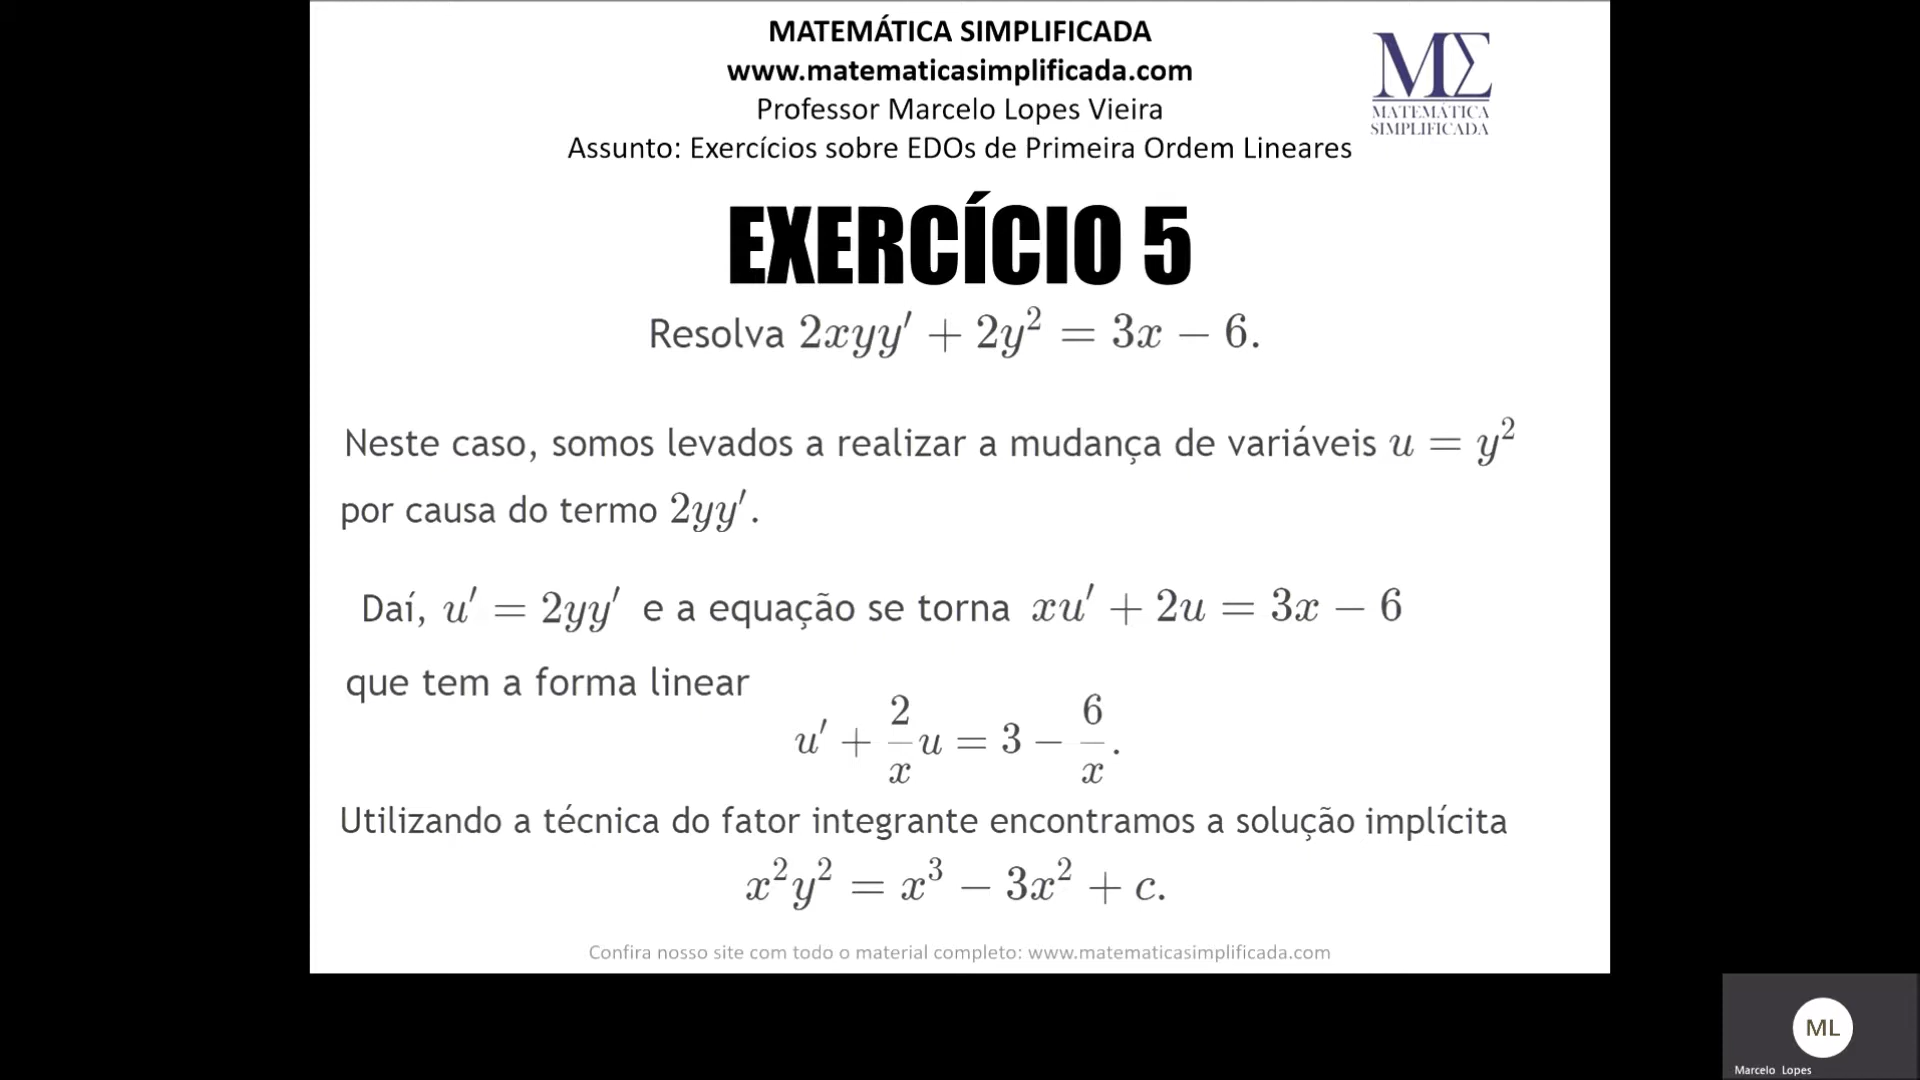 MATEMÁTICA SIMPLIFICADA
www.matematicasimplificada.com
Professor Marcelo Lopes Vieira
Assunto: Exercícios sobre EDOs de Primeira Ordem Lineares
MΣ
MATEMÁTICA
SIMPLIFICADA
EXERCÍCIO 5
Resolva 2xyy′ + 2y² = 3x − 6.
Neste caso, somos levados a realizar a mudança de variáveis u = y²
por causa do termo 2yy′.
Daí, u′ = 2yy′ e a equação se torna xu′ + 2u = 3x − 6
que tem a forma linear
u′ + 2/x u = 3 − 6/x.
Utilizando a técnica do fator integrante encontramos a solução implícita
x²y² = x³ − 3x² + c.
Confira nosso site com todo o material completo: www.matematicasimplificada.com
ML
Marcelo Lopes